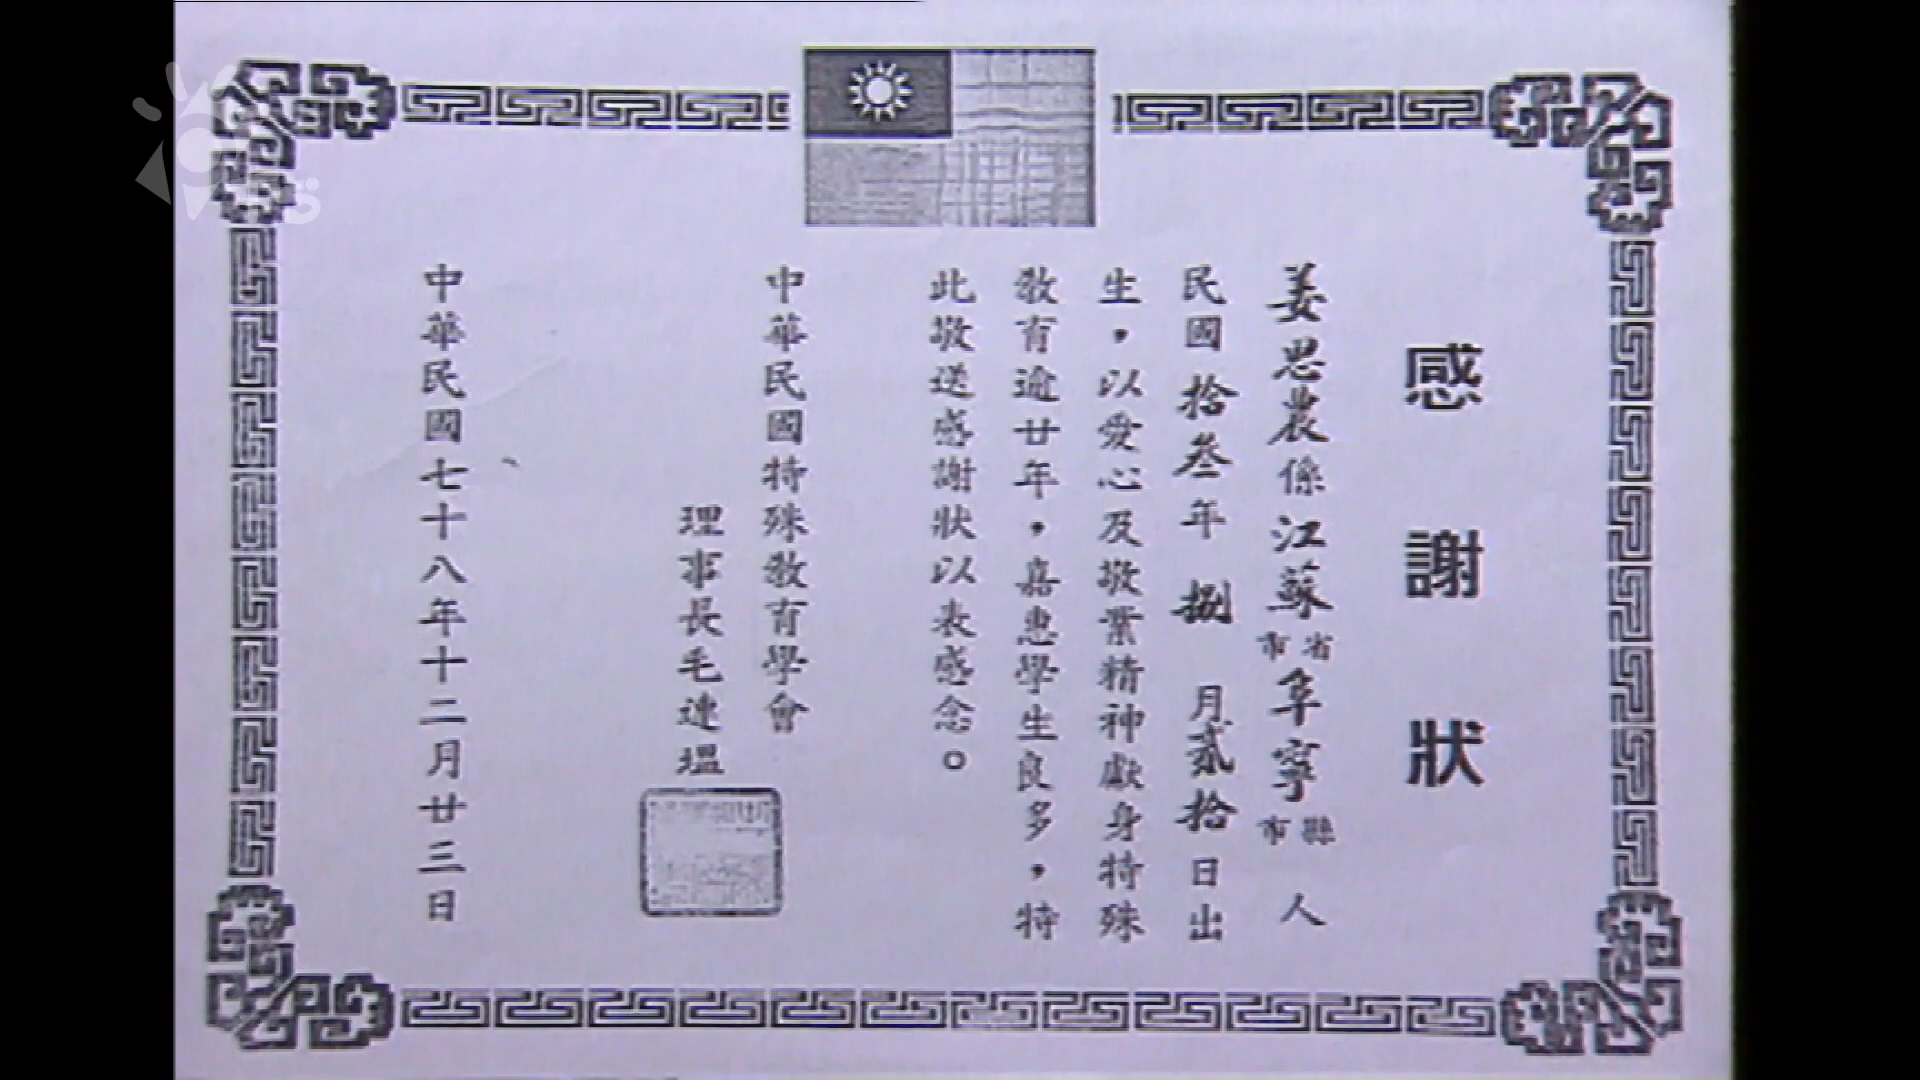 感謝狀
姜思農係江蘇省市阜寧縣市人
民國拾叁年捌月貳拾日出
生，以愛心及敬業精神獻身特殊
教育逾廿年，嘉惠學生良多，特
此敬送感謝狀以表感念。
中華民國特殊教育學會
理事長毛連塭
中華民國七十八年十二月廿三日